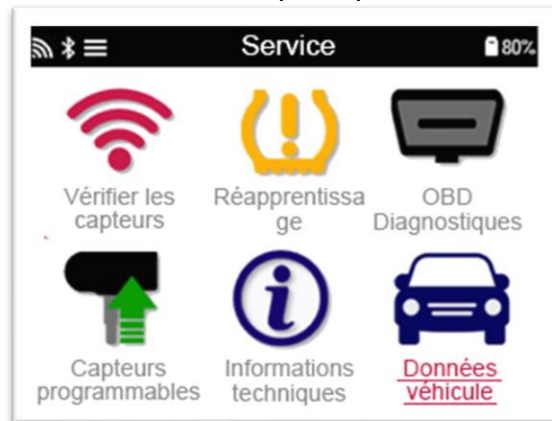 Service
80%
Vérifier les
capteurs
Réapprentissa
ge
OBD
Diagnostiques
Capteurs
programmables
Informations
techniques
Données
véhicule